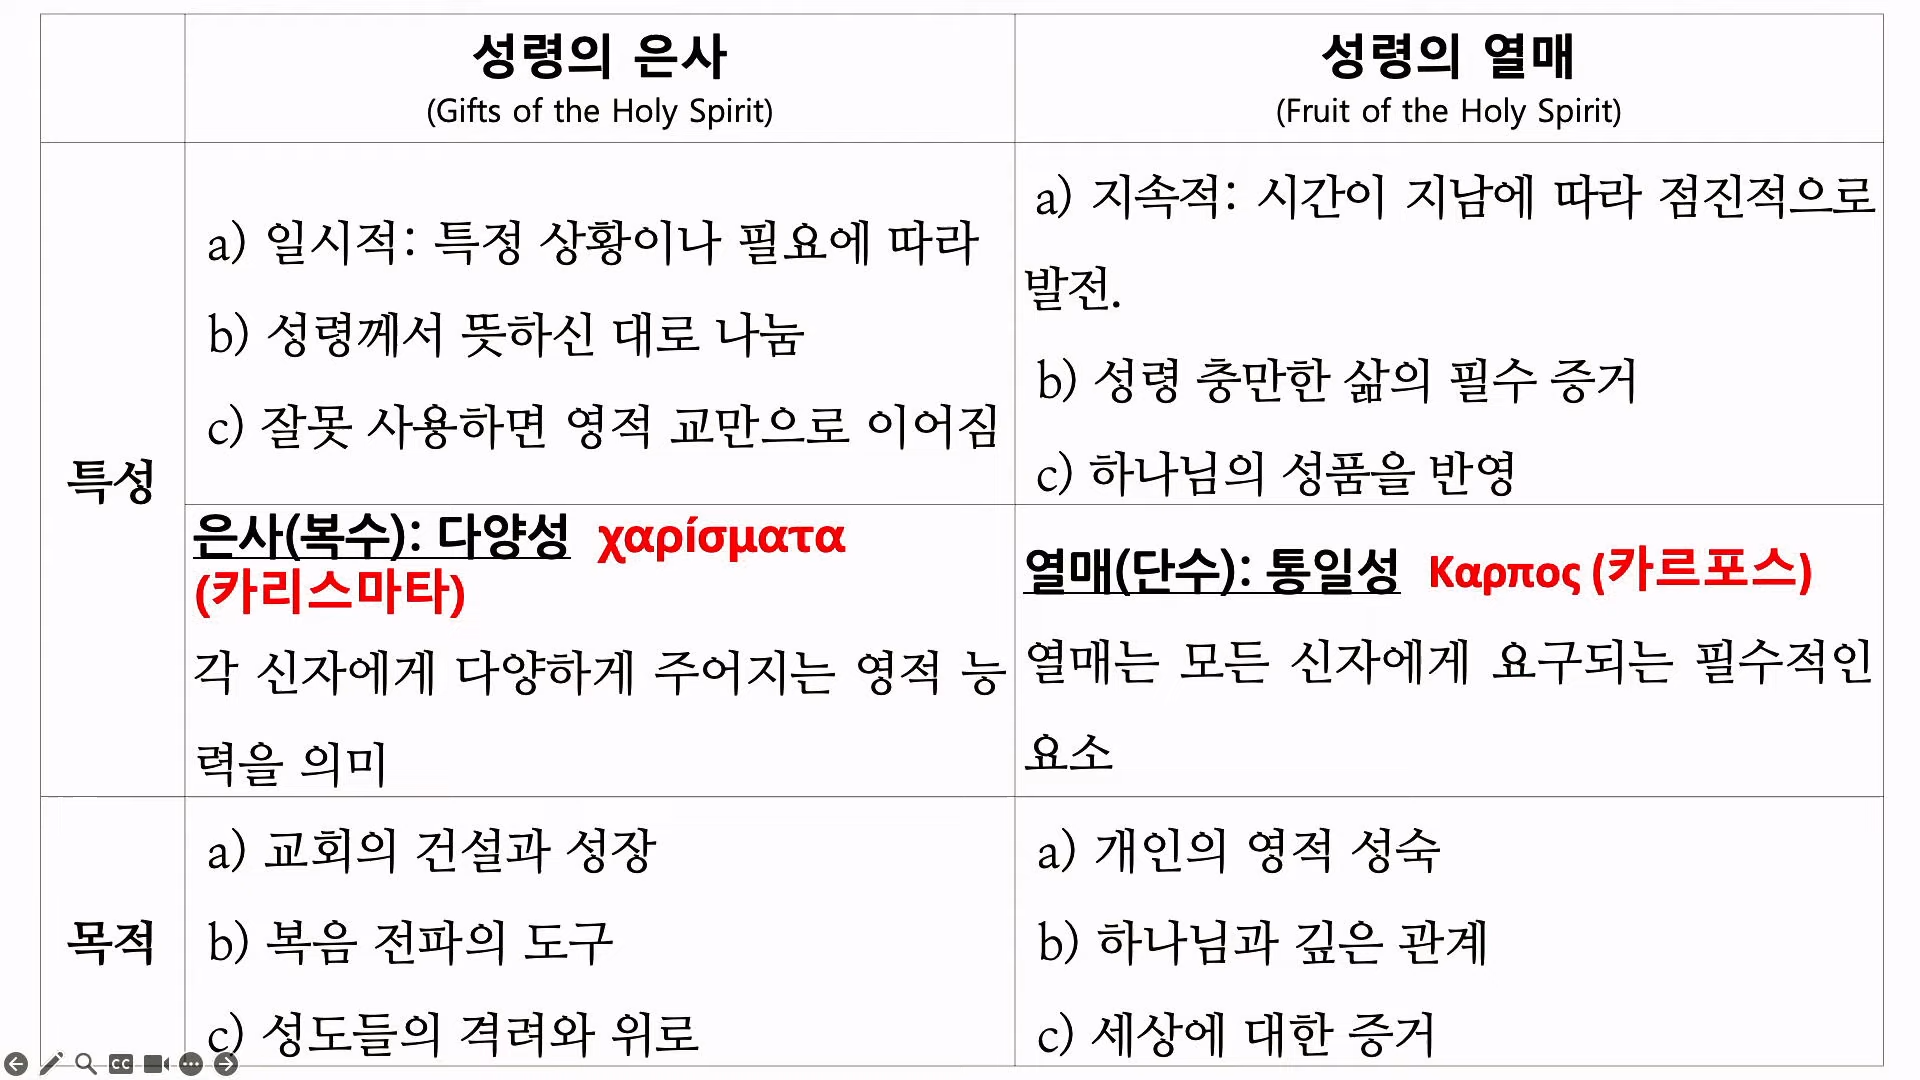 성령의 은사
(Gifts of the Holy Spirit)
성령의 열매
(Fruit of the Holy Spirit)
특성
a) 일시적: 특정 상황이나 필요에 따라
b) 성령께서 뜻하신 대로 나눔
c) 잘못 사용하면 영적 교만으로 이어짐
a) 지속적: 시간이 지남에 따라 점진적으로
발전.
b) 성령 충만한 삶의 필수 증거
c) 하나님의 성품을 반영
은사(복수): 다양성 χαρίσματα
(카리스마타)
각 신자에게 다양하게 주어지는 영적 능
력을 의미
열매(단수): 통일성 Καρπος (카르포스)
열매는 모든 신자에게 요구되는 필수적인
요소
목적
a) 교회의 건설과 성장
b) 복음 전파의 도구
c) 성도들의 격려와 위로
a) 개인의 영적 성숙
b) 하나님과 깊은 관계
c) 세상에 대한 증거
CC